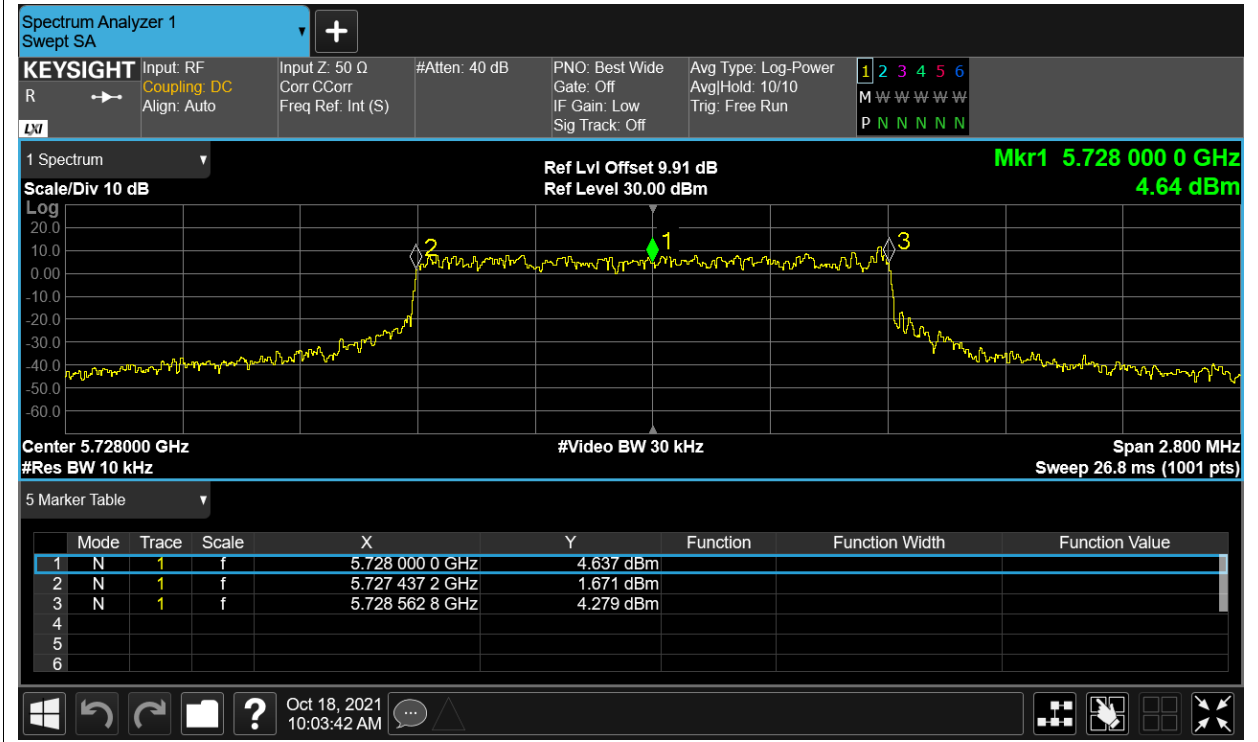 Spectrum Analyzer 1
Swept SA
KEYSIGHT
R
LXI
Input: RF
Coupling: DC
Align: Auto
Input Z: 50 Ω
Corr CCorr
Freq Ref: Int (S)
#Atten: 40 dB
PNO: Best Wide
Gate: Off
IF Gain: Low
Sig Track: Off
Avg Type: Log-Power
Avg|Hold: 10/10
Trig: Free Run
1 2 3 4 5 6
M W W W W W W
P N N N N N N
1 Spectrum
Scale/Div 10 dB
Ref Lvl Offset 9.91 dB
Ref Level 30.00 dBm
Mkr1 5.728 000 0 GHz
4.64 dBm
Log
20.0
10.0
0.00
-10.0
-20.0
-30.0
-40.0
-50.0
-60.0
2
1
3
Center 5.728000 GHz
#Video BW 30 kHz
Span 2.800 MHz
#Res BW 10 kHz
Sweep 26.8 ms (1001 pts)
5 Marker Table
Mode Trace Scale X Y Function Function Width Function Value
1 N 1 f 5.728 000 0 GHz 4.637 dBm
2 N 1 f 5.727 437 2 GHz 1.671 dBm
3 N 1 f 5.728 562 8 GHz 4.279 dBm
4
5
6
?
Oct 18, 2021
10:03:42 AM